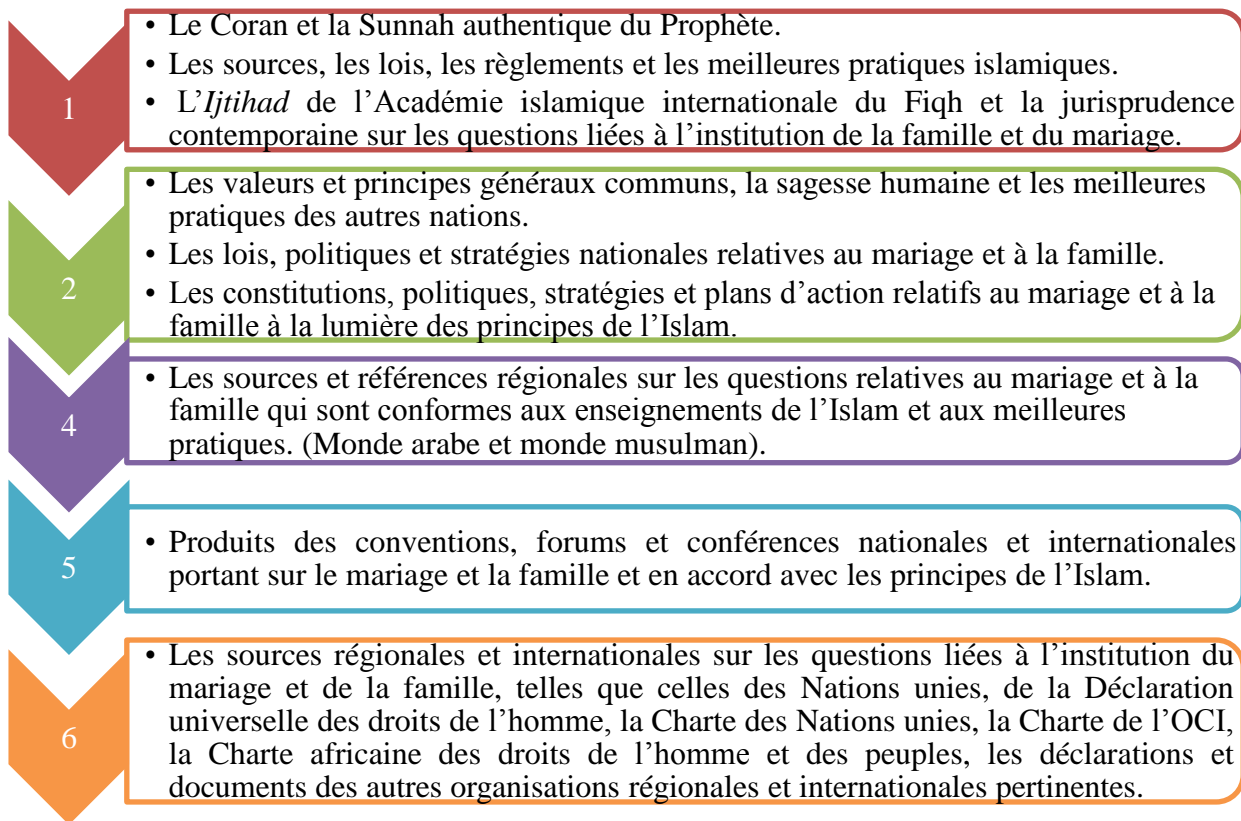 • Le Coran et la Sunnah authentique du Prophète.
• Les sources, les lois, les règlements et les meilleures pratiques islamiques.
1
• L’Ijtihad de l’Académie islamique internationale du Fiqh et la jurisprudence
contemporaine sur les questions liées à l’institution de la famille et du mariage.
• Les valeurs et principes généraux communs, la sagesse humaine et les meilleures
pratiques des autres nations.
• Les lois, politiques et stratégies nationales relatives au mariage et à la famille.
2
• Les constitutions, politiques, stratégies et plans d’action relatifs au mariage et à la
famille à la lumière des principes de l’Islam.
• Les sources et références régionales sur les questions relatives au mariage et à la
4
famille qui sont conformes aux enseignements de l’Islam et aux meilleures
pratiques. (Monde arabe et monde musulman).
• Produits des conventions, forums et conférences nationales et internationales
5
portant sur le mariage et la famille et en accord avec les principes de l’Islam.
• Les sources régionales et internationales sur les questions liées à l’institution du
mariage et de la famille, telles que celles des Nations unies, de la Déclaration
6
universelle des droits de l’homme, la Charte des Nations unies, la Charte de l’OCI,
la Charte africaine des droits de l’homme et des peuples, les déclarations et
documents des autres organisations régionales et internationales pertinentes.